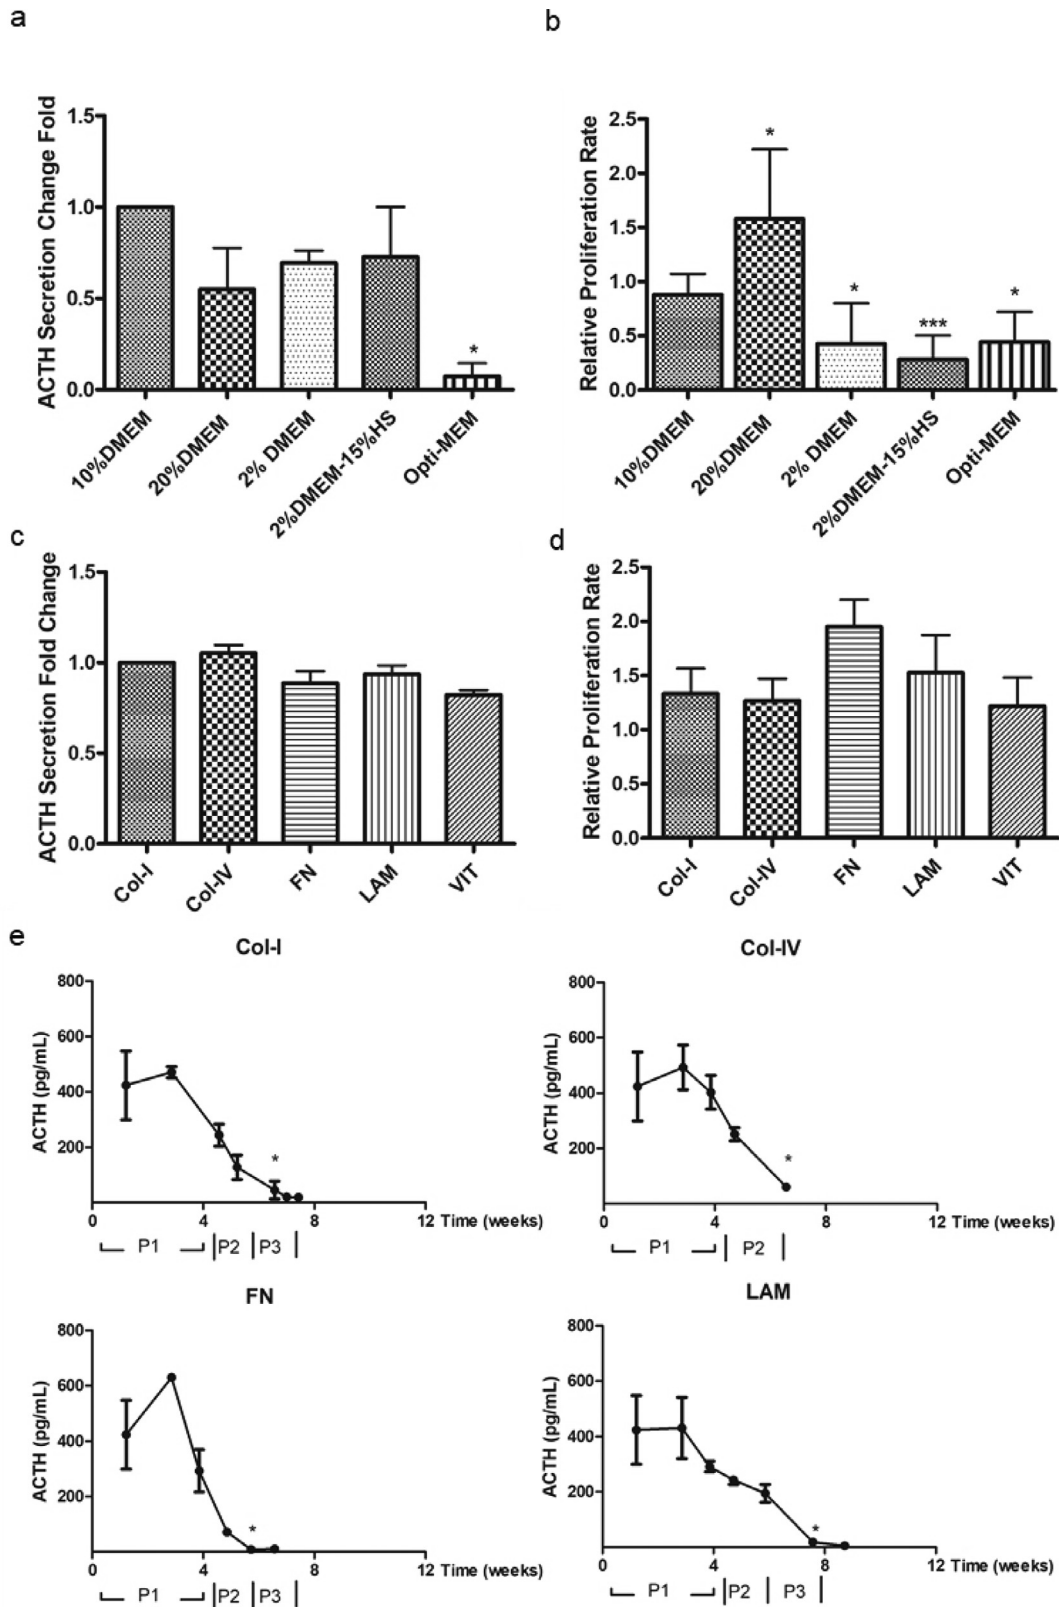 a
ACTH Secretion Change Fold
1.5
1.0
0.5
0.0
*
10%DMEM
20%DMEM
2% DMEM
2%DMEM-15%HS
Opti-MEM
b
Relative Proliferation Rate
2.5
2.0
1.5
1.0
0.5
0.0
*
*
***
*
10%DMEM
20%DMEM
2% DMEM
2%DMEM-15%HS
Opti-MEM
c
ACTH Secretion Fold Change
1.5
1.0
0.5
0.0
Col-I
Col-IV
FN
LAM
VIT
d
Relative Proliferation Rate
2.5
2.0
1.5
1.0
0.5
0.0
Col-I
Col-IV
FN
LAM
VIT
e
Col-I
ACTH (pg/mL)
800
600
400
200
*
0 4 8 12 Time (weeks)
P1 P2 P3
Col-IV
ACTH (pg/mL)
800
600
400
200
*
0 4 8 12 Time (weeks)
P1 P2
FN
ACTH (pg/mL)
800
600
400
200
*
0 4 8 12 Time (weeks)
P1 P2 P3
LAM
ACTH (pg/mL)
800
600
400
200
*
0 4 8 12 Time (weeks)
P1 P2 P3